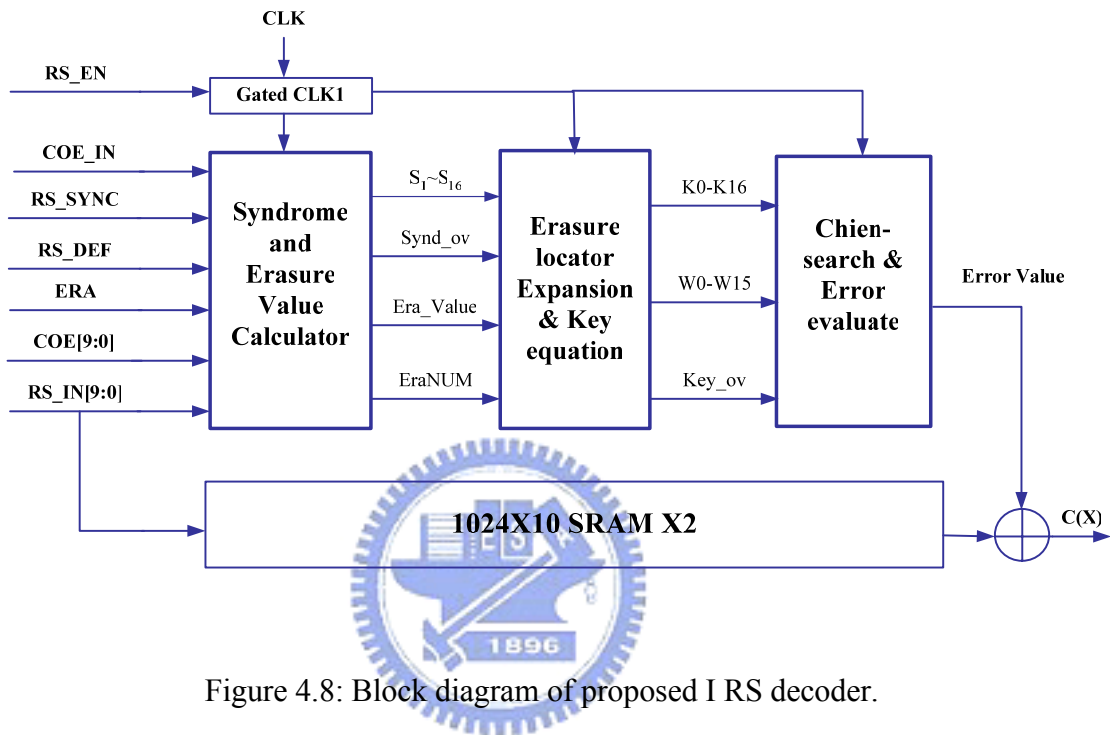 CLK
RS_EN
Gated CLK1
COE_IN
RS_SYNC
RS_DEF
ERA
COE[9:0]
RS_IN[9:0]
Syndrome
and
Erasure
Value
Calculator
S1~S16
Synd_ov
Era_Value
EraNUM
Erasure
locator
Expansion
& Key
equation
K0-K16
W0-W15
Key_ov
Chien-
search &
Error
evaluate
Error Value
1024X10 SRAM X2
C(X)
E S
1896
Figure 4.8: Block diagram of proposed I RS decoder.